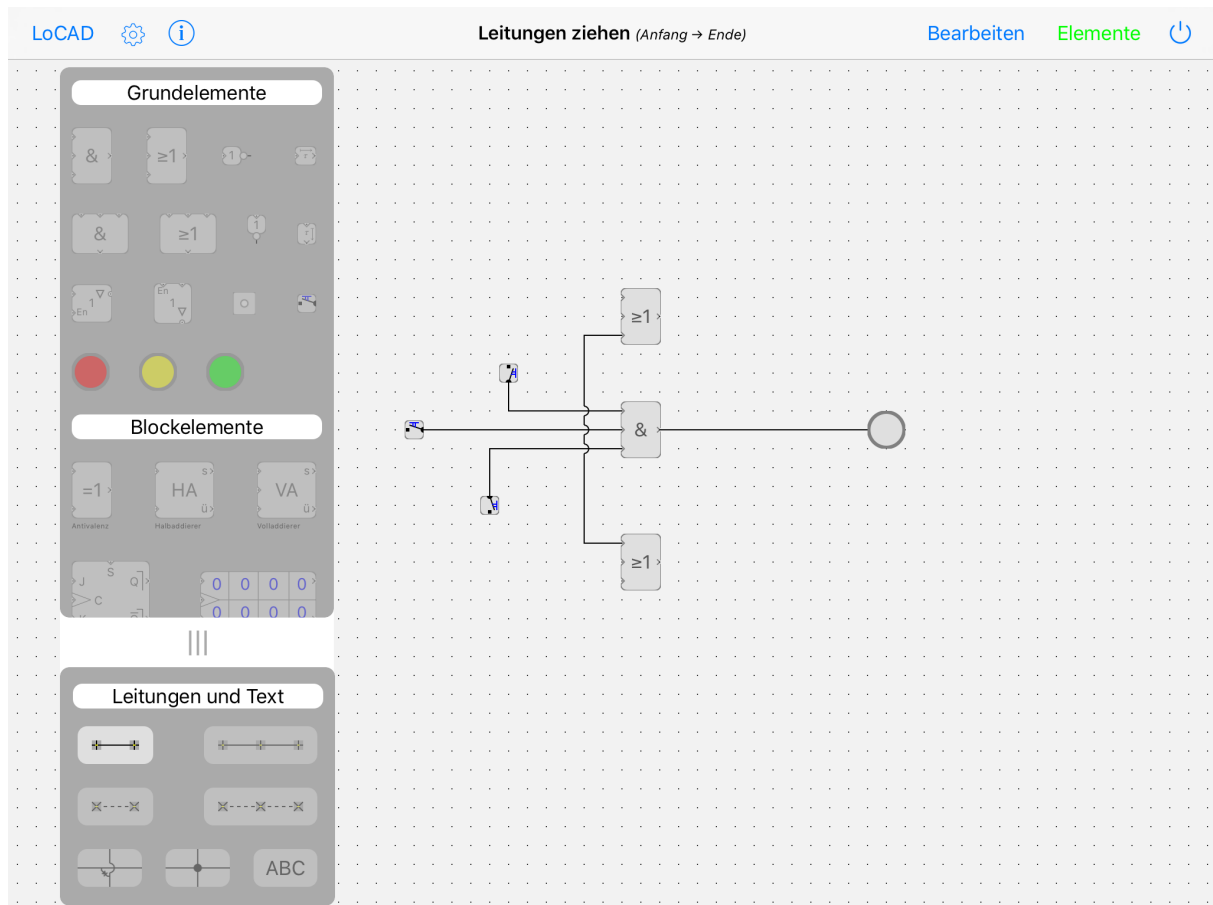 LoCAD
Leitungen ziehen (Anfang → Ende)
Bearbeiten
Elemente
Grundelemente
& ≥1 1 r
& ≥1 1 r
1 ▽ En
En 1 ▽
Blockelemente
=1
HA s ü
VA s ü
Antivalenz
Halbaddierer
Volladdierer
S
J Q
C
0 0 0 0
0 0 0 0
Leitungen und Text
ABC
≥1
&
≥1